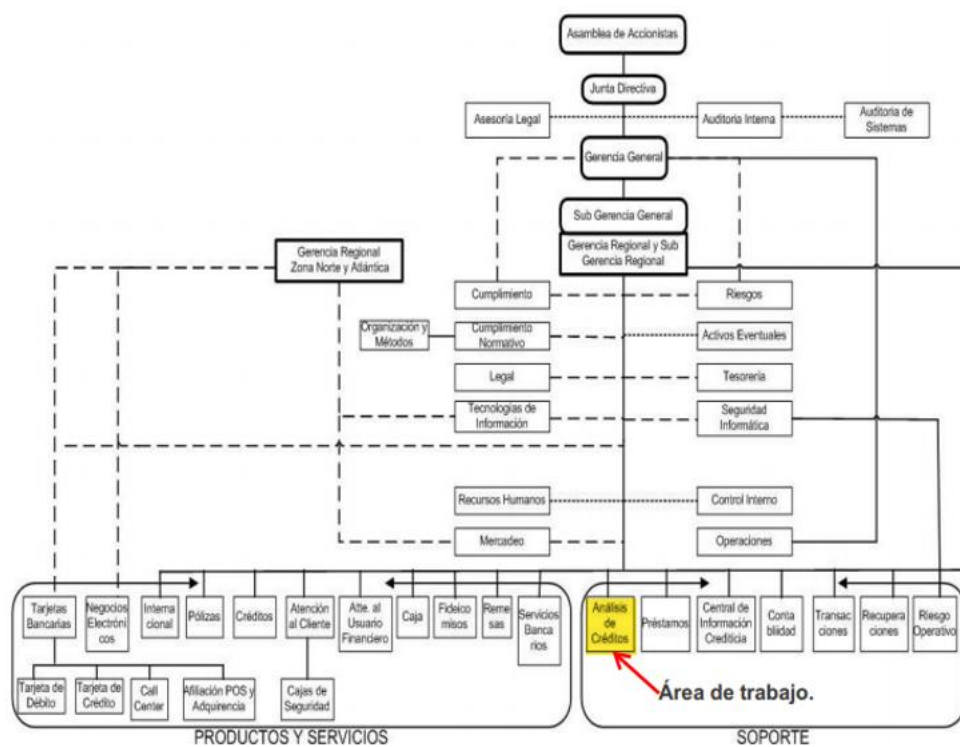 Asamblea de Accionistas
Junta Directiva
Asesoría Legal
Auditoria Interna
Auditoria de
Sistemas
Gerencia General
Sub Gerencia General
Gerencia Regional y Sub
Gerencia Regional
Gerencia Regional
Zona Norte y Atlántica
Cumplimiento
Riesgos
Organización y
Métodos
Cumplimiento
Normativo
Activos Eventuales
Legal
Tesorería
Tecnologías de
Información
Seguridad
Informática
Recursos Humanos
Control Interno
Mercadeo
Operaciones
Tarjetas
Bancarias
Negocios
Electróni
cos
Interna
cional
Pólizas
Créditos
Atención
al Cliente
Atte. al
Usuario
Financiero
Caja
Fideico
misos
Reme
sas
Servicios
Banca
rios
Análisis
de
Créditos
Préstamos
Central de
Información
Crediticia
Conta
bliidad
Transac
ciones
Recupera
ciones
Riesgo
Operativo
Tarjeta de
Débito
Tarjeta de
Crédito
Call
Center
Afiliación POS y
Adquirencia
Cajas de
Seguridad
Área de trabajo.
PRODUCTOS Y SERVICIOS
SOPORTE